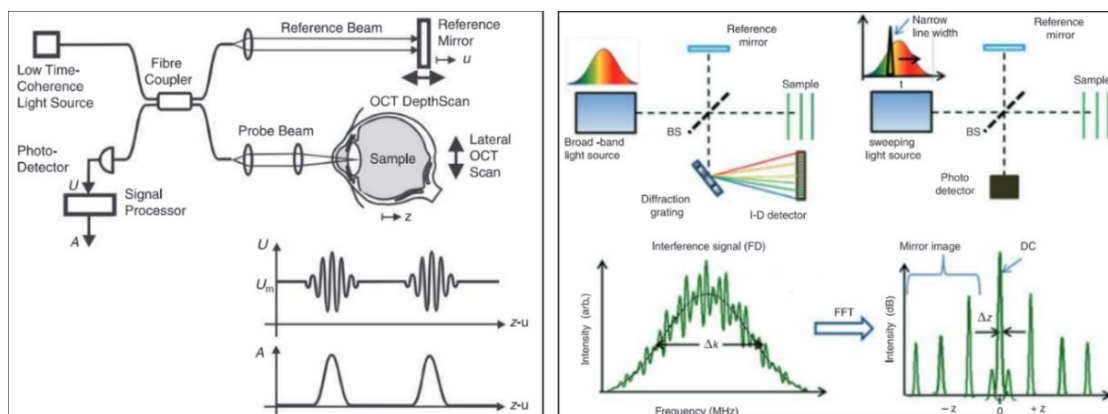 Low Time-
Coherence
Light Source
Fibre
Coupler
Reference Beam
Reference
Mirror
u
OCT DepthScan
Photo-
Detector
Probe Beam
Sample
Lateral
OCT
Scan
z
U
Signal
Processor
A
U
Um
z-u
A
z-u
Reference
mirror
Sample
BS
Broad -band
light source
Diffraction
grating
I-D detector
Narrow
line width
t
Reference
mirror
Sample
BS
sweeping
light source
Photo
detector
Interference signal (FD)
Intensity (arb.)
Δk
Frequency (MHz)
FFT
Mirror image
DC
Δz
Intensity (dB)
– z
0
+ z